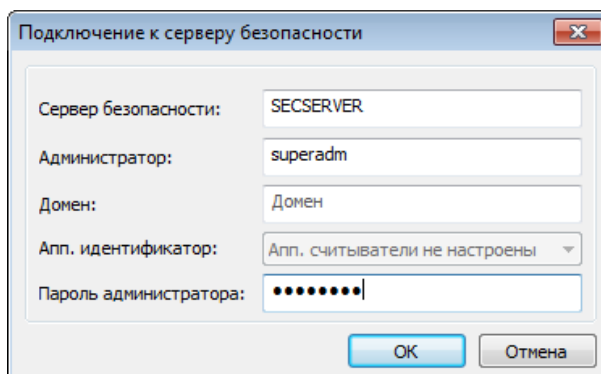 Подключение к серверу безопасности
Сервер безопасности: SECSERVER
Администратор: superadm
Домен: Домен
Апп. идентификатор: Апп. считыватели не настроены
Пароль администратора: ●●●●●●●●
ОК Отмена